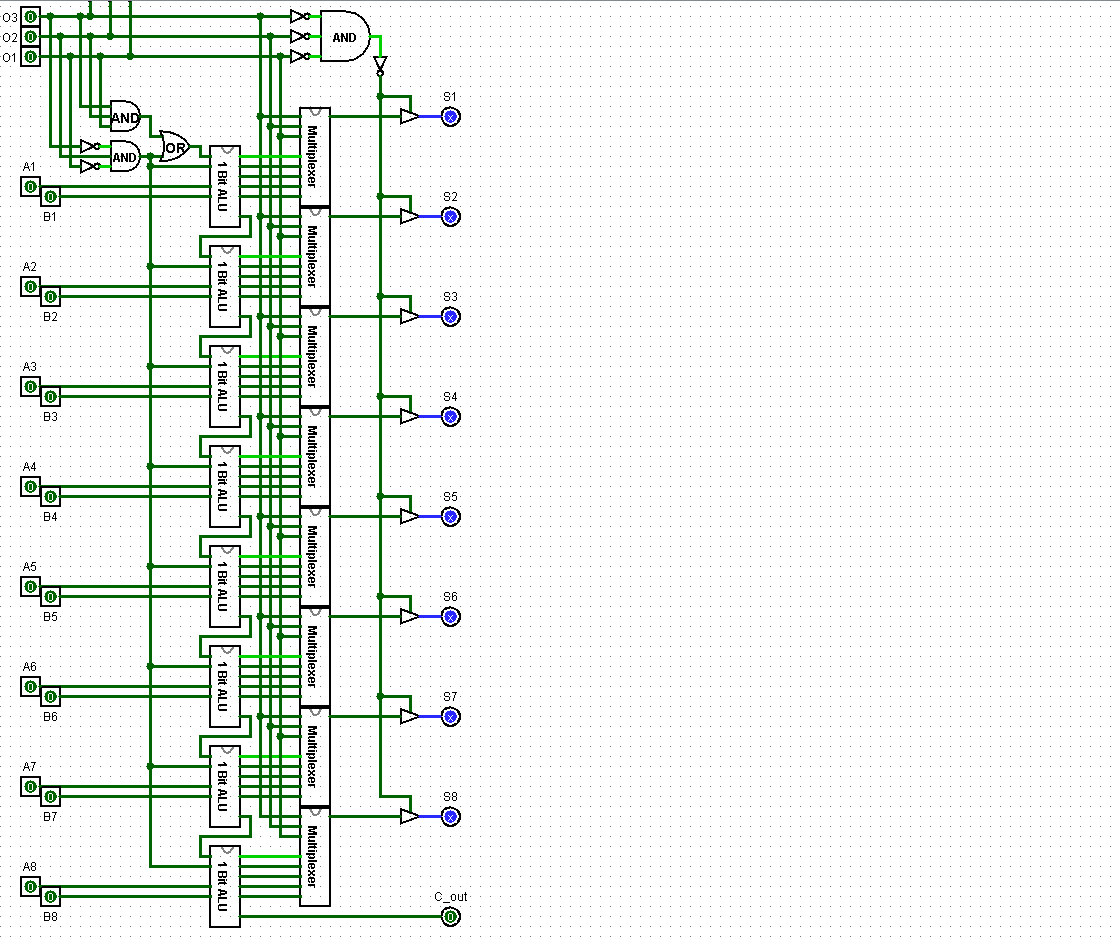 O3 0
O2 0 AND
O1 0
S1
AND x
OR
AND
A1
0 0
B1
1 Bit ALU
Multiplexer
S2
x
A2
0 0
B2
1 Bit ALU
Multiplexer
S3
x
A3
0 0
B3
1 Bit ALU
Multiplexer
S4
x
A4
0 0
B4
1 Bit ALU
Multiplexer
S5
x
A5
0 0
B5
1 Bit ALU
Multiplexer
S6
x
A6
0 0
B6
1 Bit ALU
Multiplexer
S7
x
A7
0 0
B7
1 Bit ALU
Multiplexer
S8
x
A8
0 0
B8
1 Bit ALU
Multiplexer
C_out
0